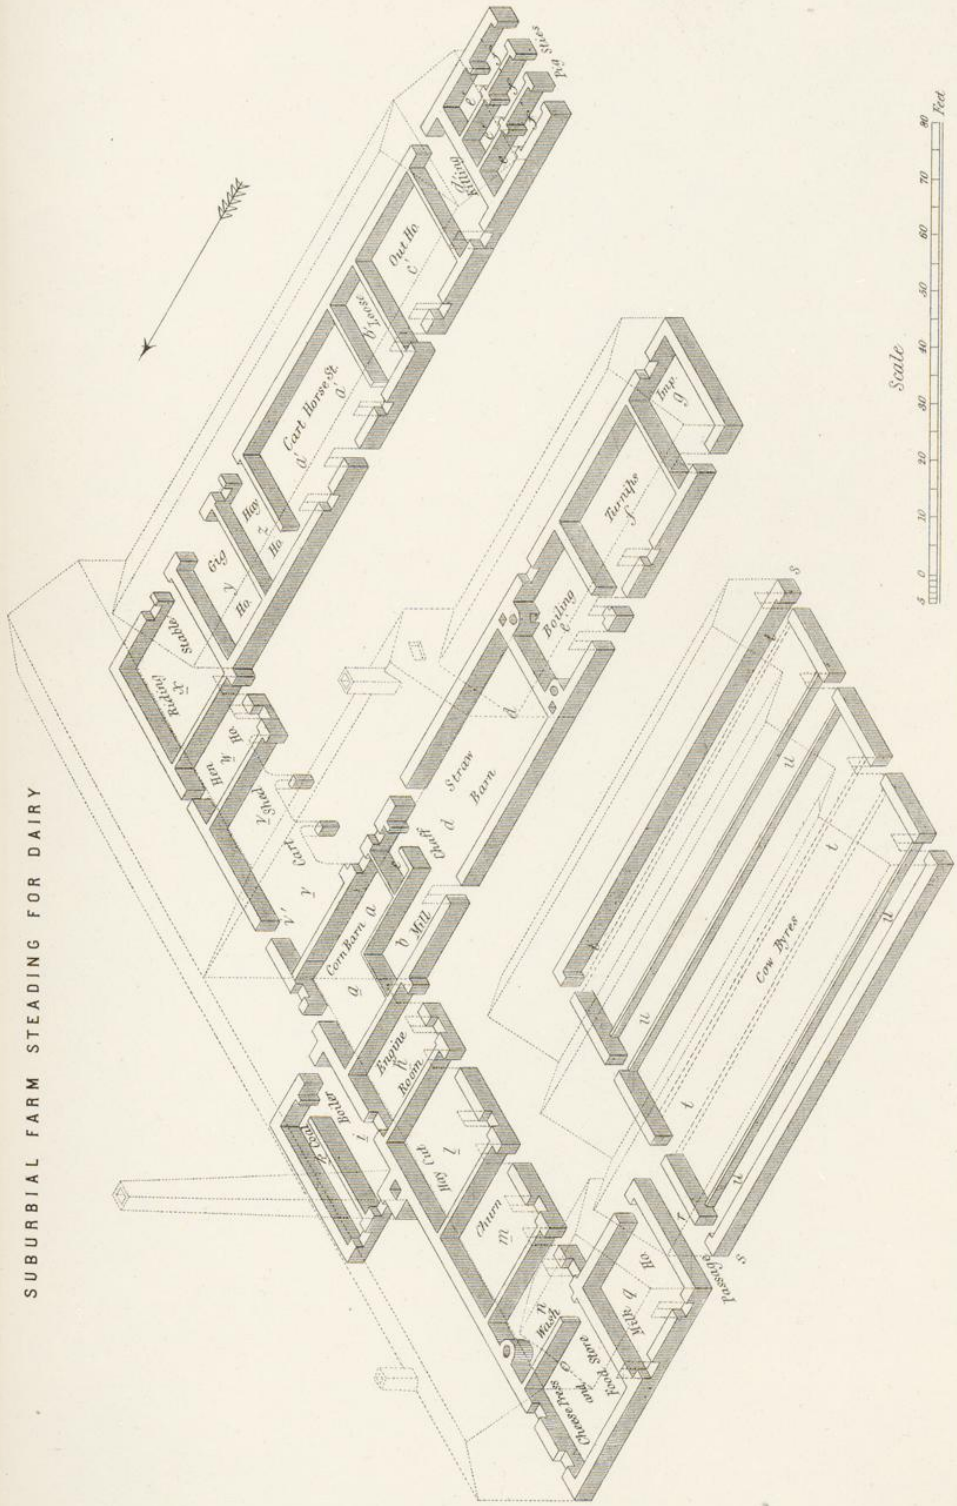 SUBURBIAL FARM STEADING FOR DAIRY
Pig Sties
e f
e f
e f
Killing
d'
Out Ho.
c'
b' Loose
Cart Horse St.
a' a'
Hay
z
Ho.
Gig
y
Ho.
Riding Stable
x
Hen Ho
w
Cart Shed
v v
y
Corn Barn
a a
c
b Mill
Chaff
Straw
Barn
d d
Boiling
e
Turnips
f
Imp.
g
Engine
h
Room
Boiler
i
k Coal
Hay Cut
l
Churn
m
n
Wash
Cheese Press
and o
Food Store
Milk Ho
q
Passage r
s s
Cow Byres
t t t t
u u u u
Scale
5 0 10 20 30 40 50 60 70 80 Feet